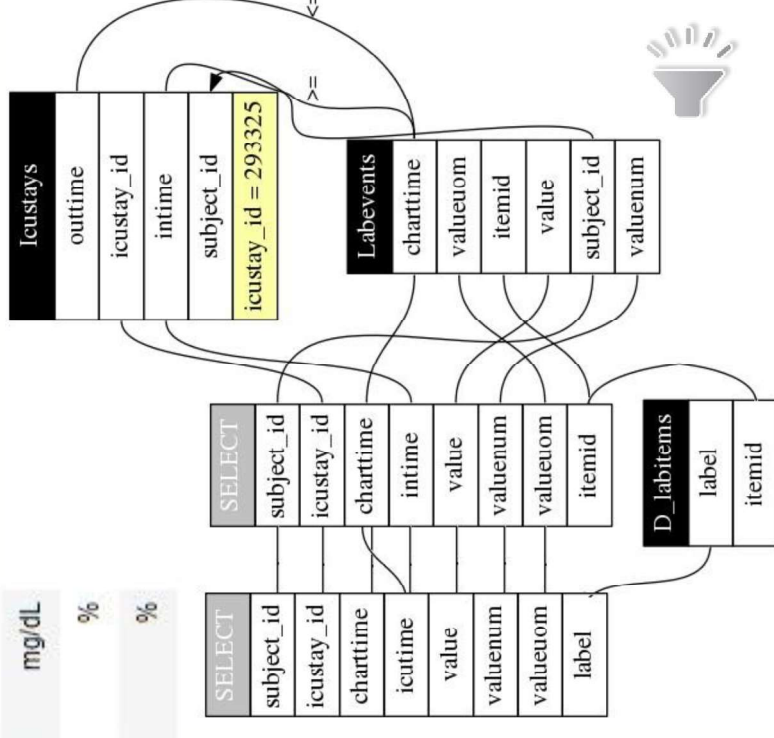 mg/dL
%
%
SELECT
subject_id
icustay_id
charttime
icutime
value
valuenum
valueuom
label
SELECT
subject_id
icustay_id
charttime
intime
value
valuenum
valueuom
itemid
D_labitems
label
itemid
Icustays
outtime
icustay_id
intime
subject_id
icustay_id = 293325
Labevents
charttime
valueuom
itemid
value
subject_id
valuenum
>=
<=